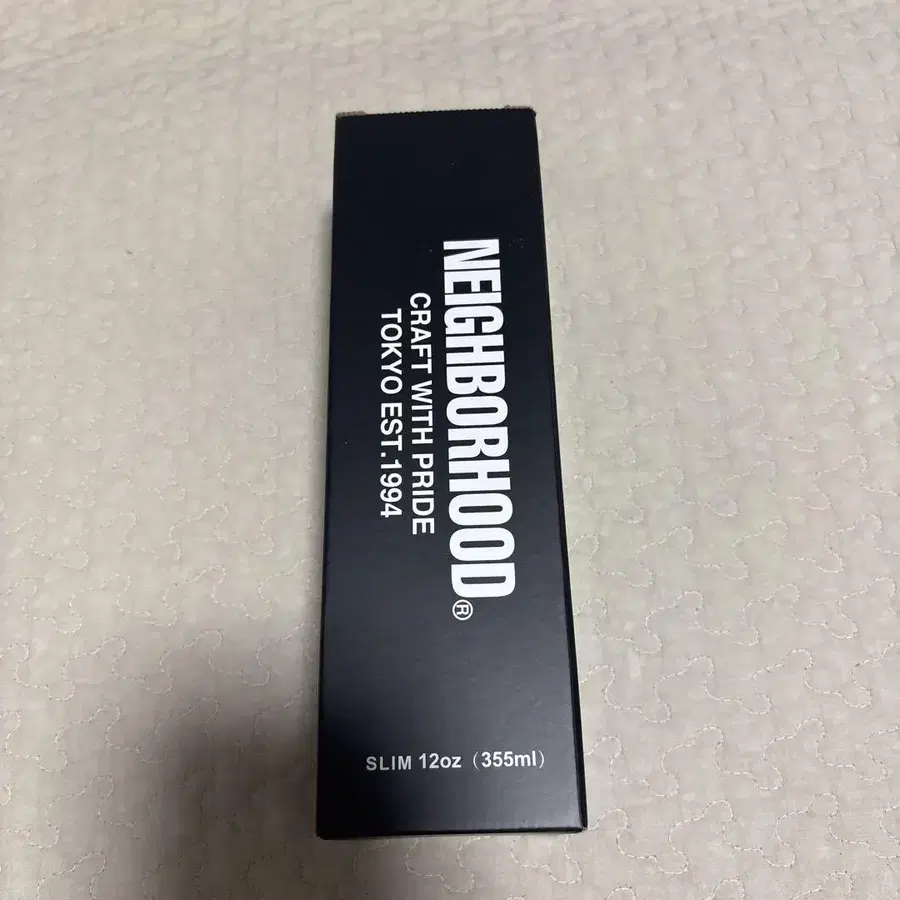 NEIGHBORHOOD®
CRAFT WITH PRIDE
TOKYO EST.1994
SLIM 12oz（355ml）